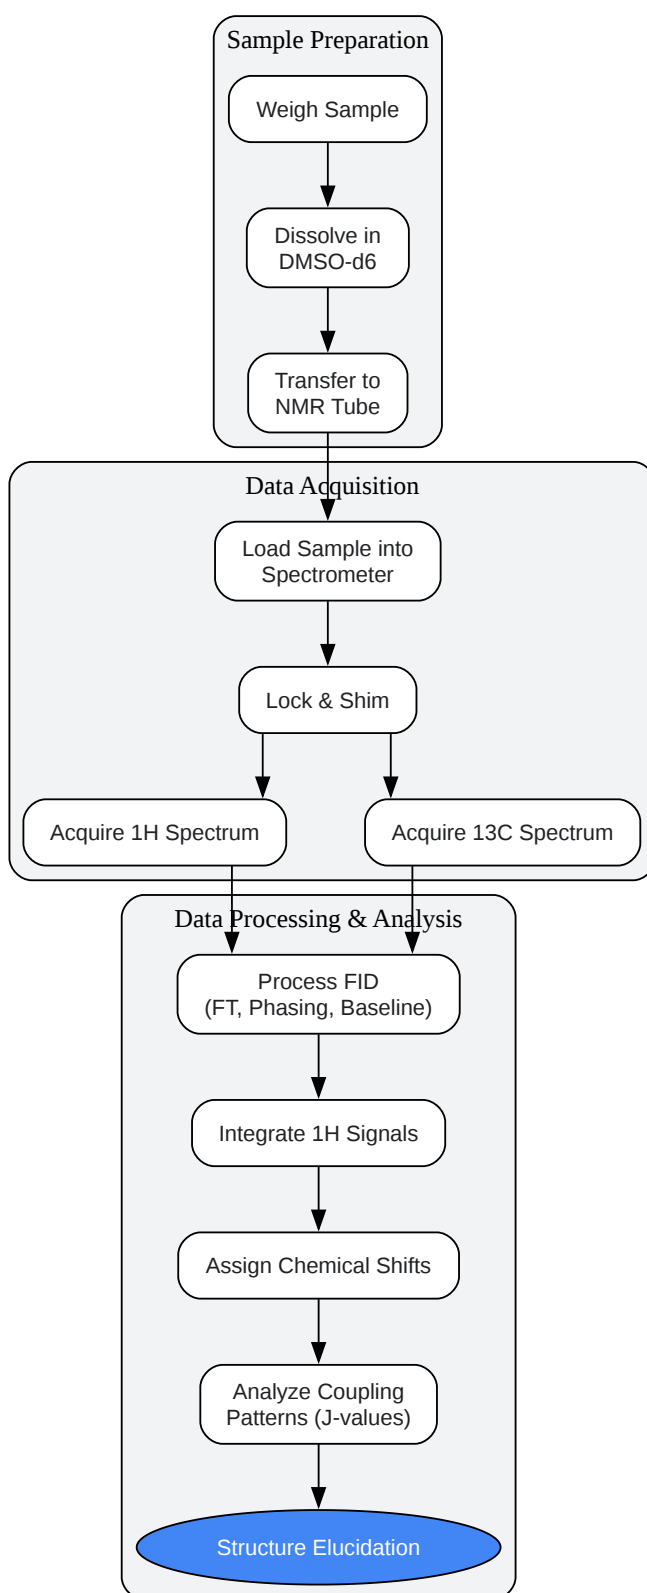 Sample Preparation
Weigh Sample
Dissolve in
DMSO-d6
Transfer to
NMR Tube
Data Acquisition
Load Sample into
Spectrometer
Lock & Shim
Acquire 1H Spectrum
Acquire 13C Spectrum
Data Processing & Analysis
Process FID
(FT, Phasing, Baseline)
Integrate 1H Signals
Assign Chemical Shifts
Analyze Coupling
Patterns (J-values)
Structure Elucidation